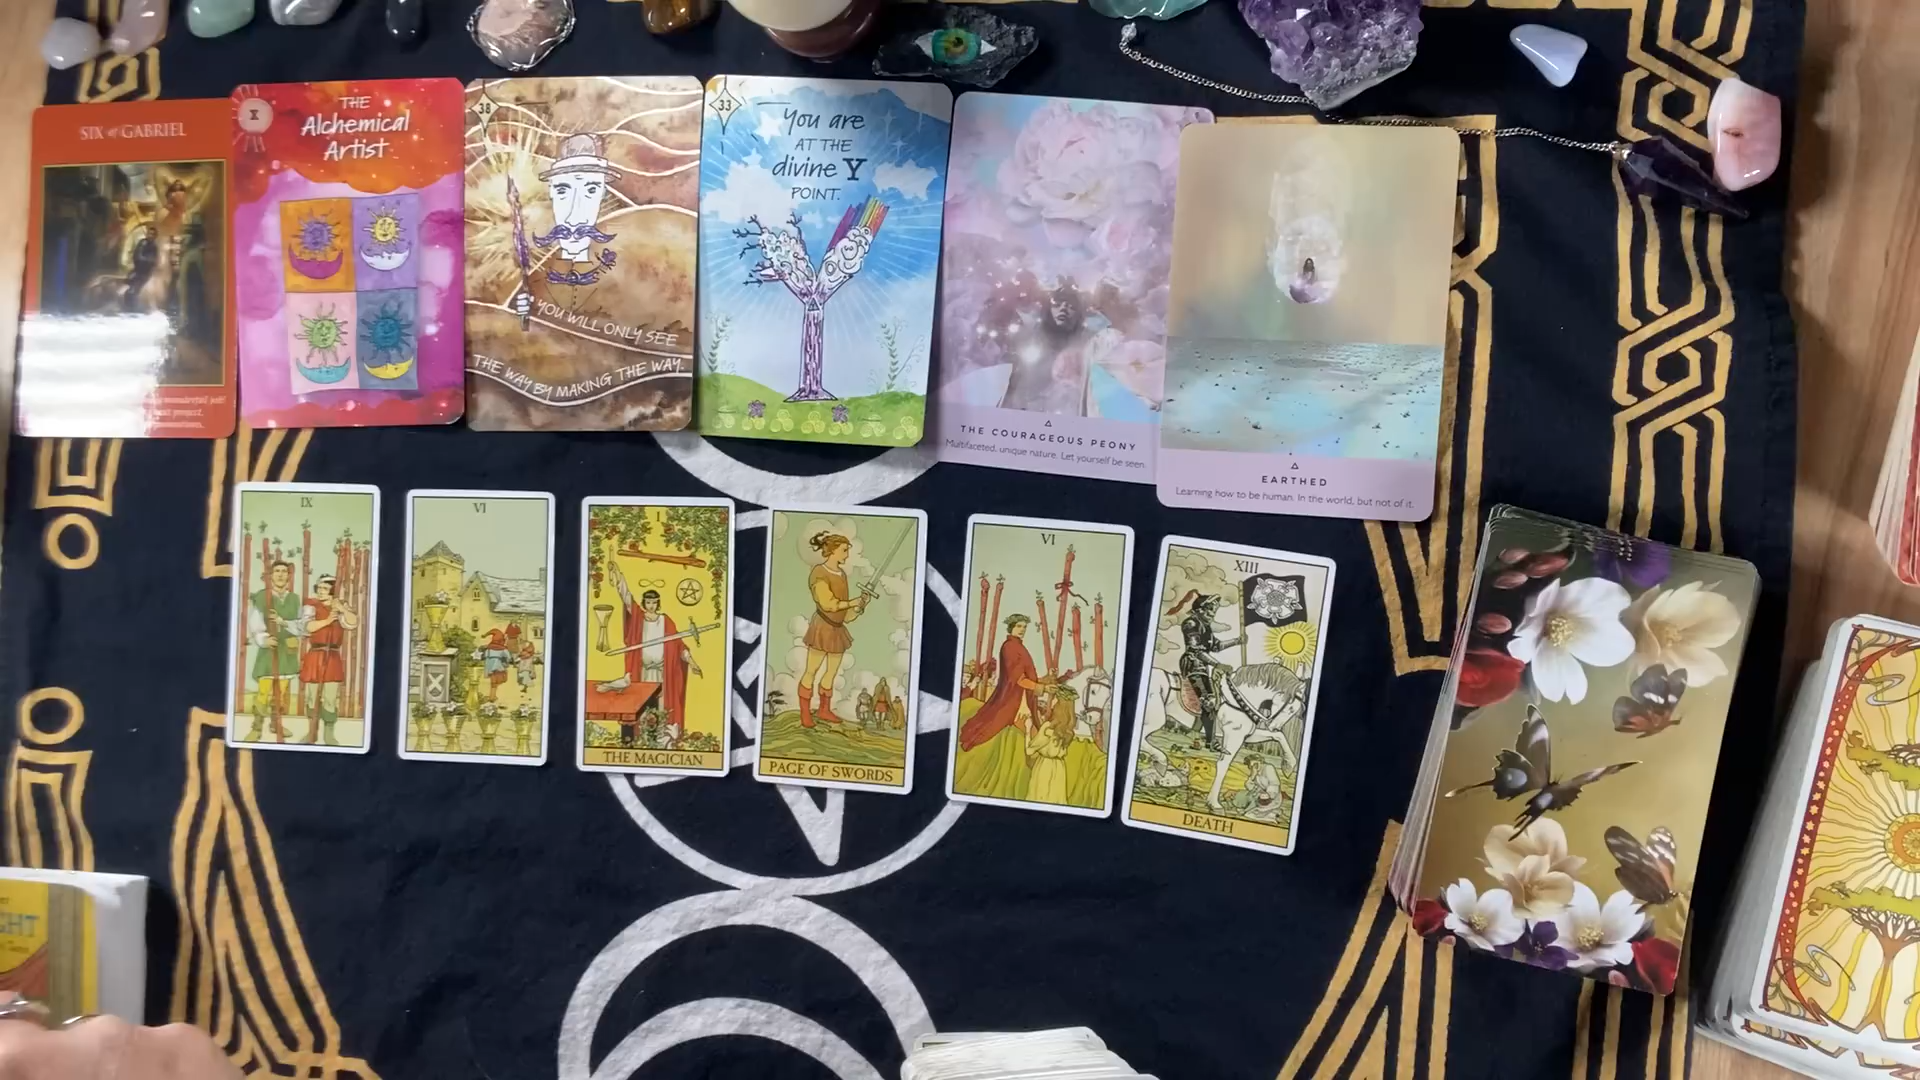 SIX of GABRIEL
wonderful job!
project.
X
THE
Alchemical
Artist
38
YOU WILL ONLY SEE
THE WAY BY MAKING THE WAY.
33
You are
AT THE
divine Y
POINT.
THE COURAGEOUS PEONY
Multifaceted, unique nature. Let yourself be seen.
EARTHED
Learning how to be human. In the world, but not of it.
IX
VI
I
THE MAGICIAN
PAGE OF SWORDS
VI
XIII
DEATH